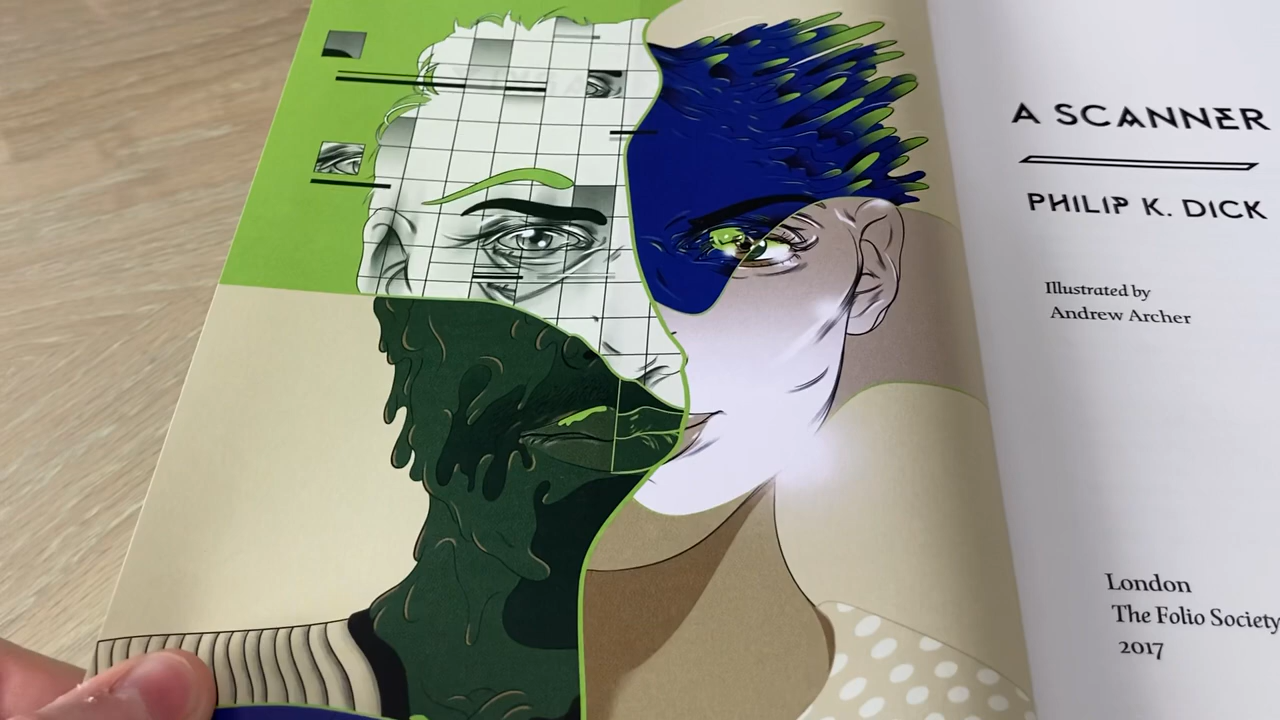 A SCANNER
PHILIP K. DICK
Illustrated by
Andrew Archer
London
The Folio Society
2017